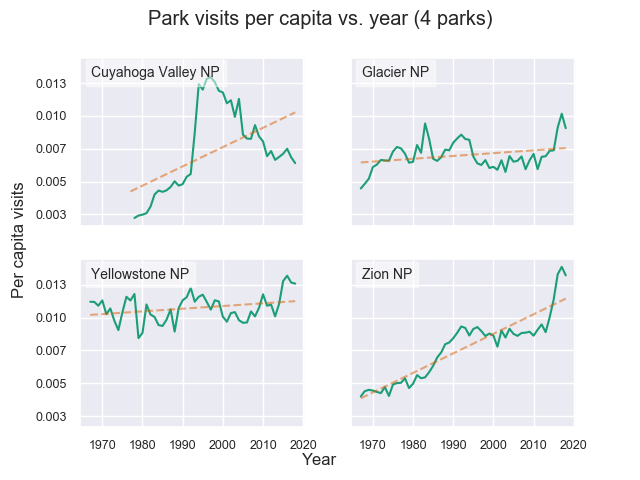 Park visits per capita vs. year (4 parks)
Cuyahoga Valley NP
Glacier NP
0.013
0.010
0.007
0.005
0.003
Per capita visits
Yellowstone NP
Zion NP
0.013
0.010
0.007
0.005
0.003
1970 1980 1990 2000 2010 2020
1970 1980 1990 2000 2010 2020
Year